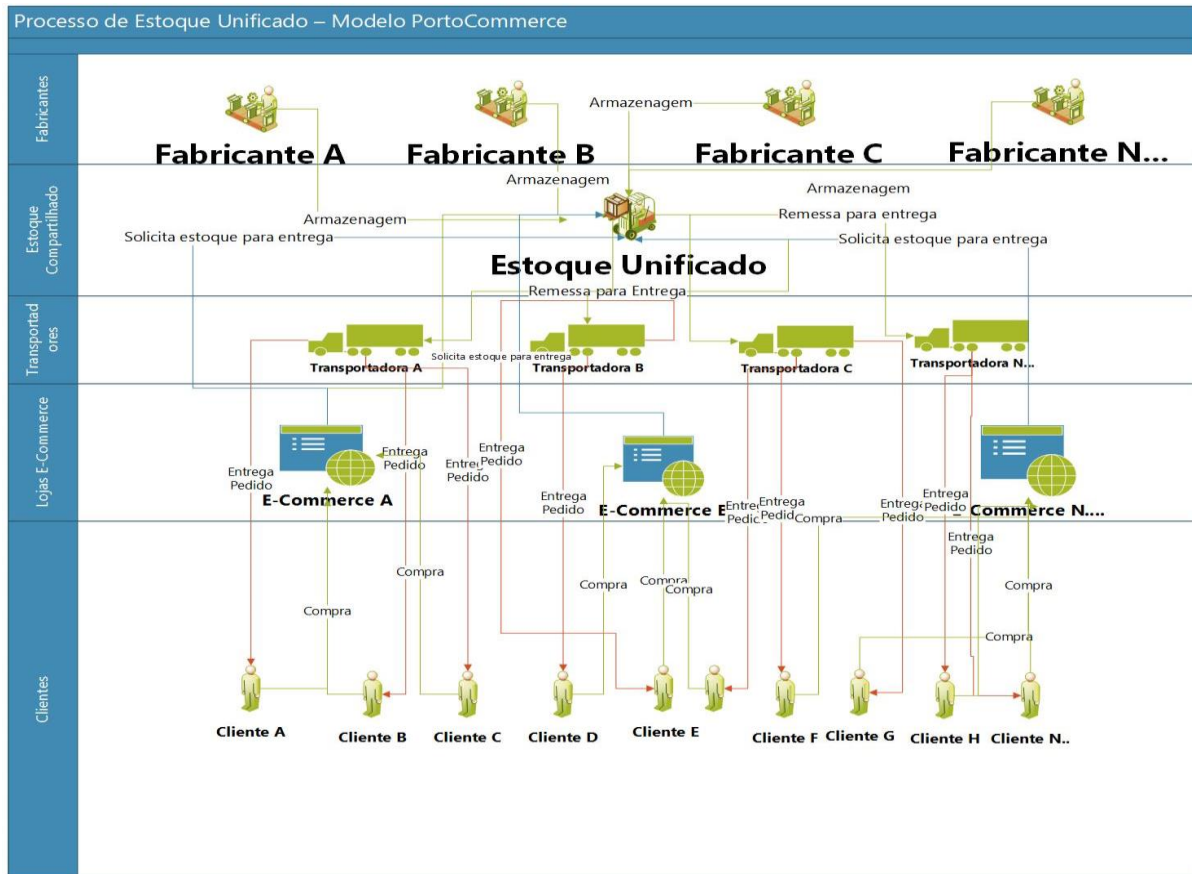 Processo de Estoque Unificado – Modelo PortoCommerce
Fabricantes
Armazenagem
Fabricante A
Fabricante B
Fabricante C
Fabricante N...
Estoque
Compartilhado
Armazenagem
Armazenagem
Armazenagem
Remessa para entrega
Solicita estoque para entrega
Solicita estoque para entrega
Estoque Unificado
Remessa para Entrega
Transportad
ores
Solicita estoque para entrega
Transportadora A
Transportadora B
Transportadora C
Transportadora N...
Lojas E-Commerce
Entrega
Pedido
Entrega
Pedido
Entrega
Pedido
Entrega
Pedido
Entrega
Pedido
Entrega
Pedido
Entrega
Pedido
Entrega
Pedido
Entrega
Pedido
Entrega
Pedido
E-Commerce A
E-Commerce
Commerce N....
Compra
Clientes
Compra
Compra
Compra
Compra
Compra
Compra
Compra
Cliente A
Cliente B
Cliente C
Cliente D
Cliente E
Cliente F
Cliente G
Cliente H
Cliente N..